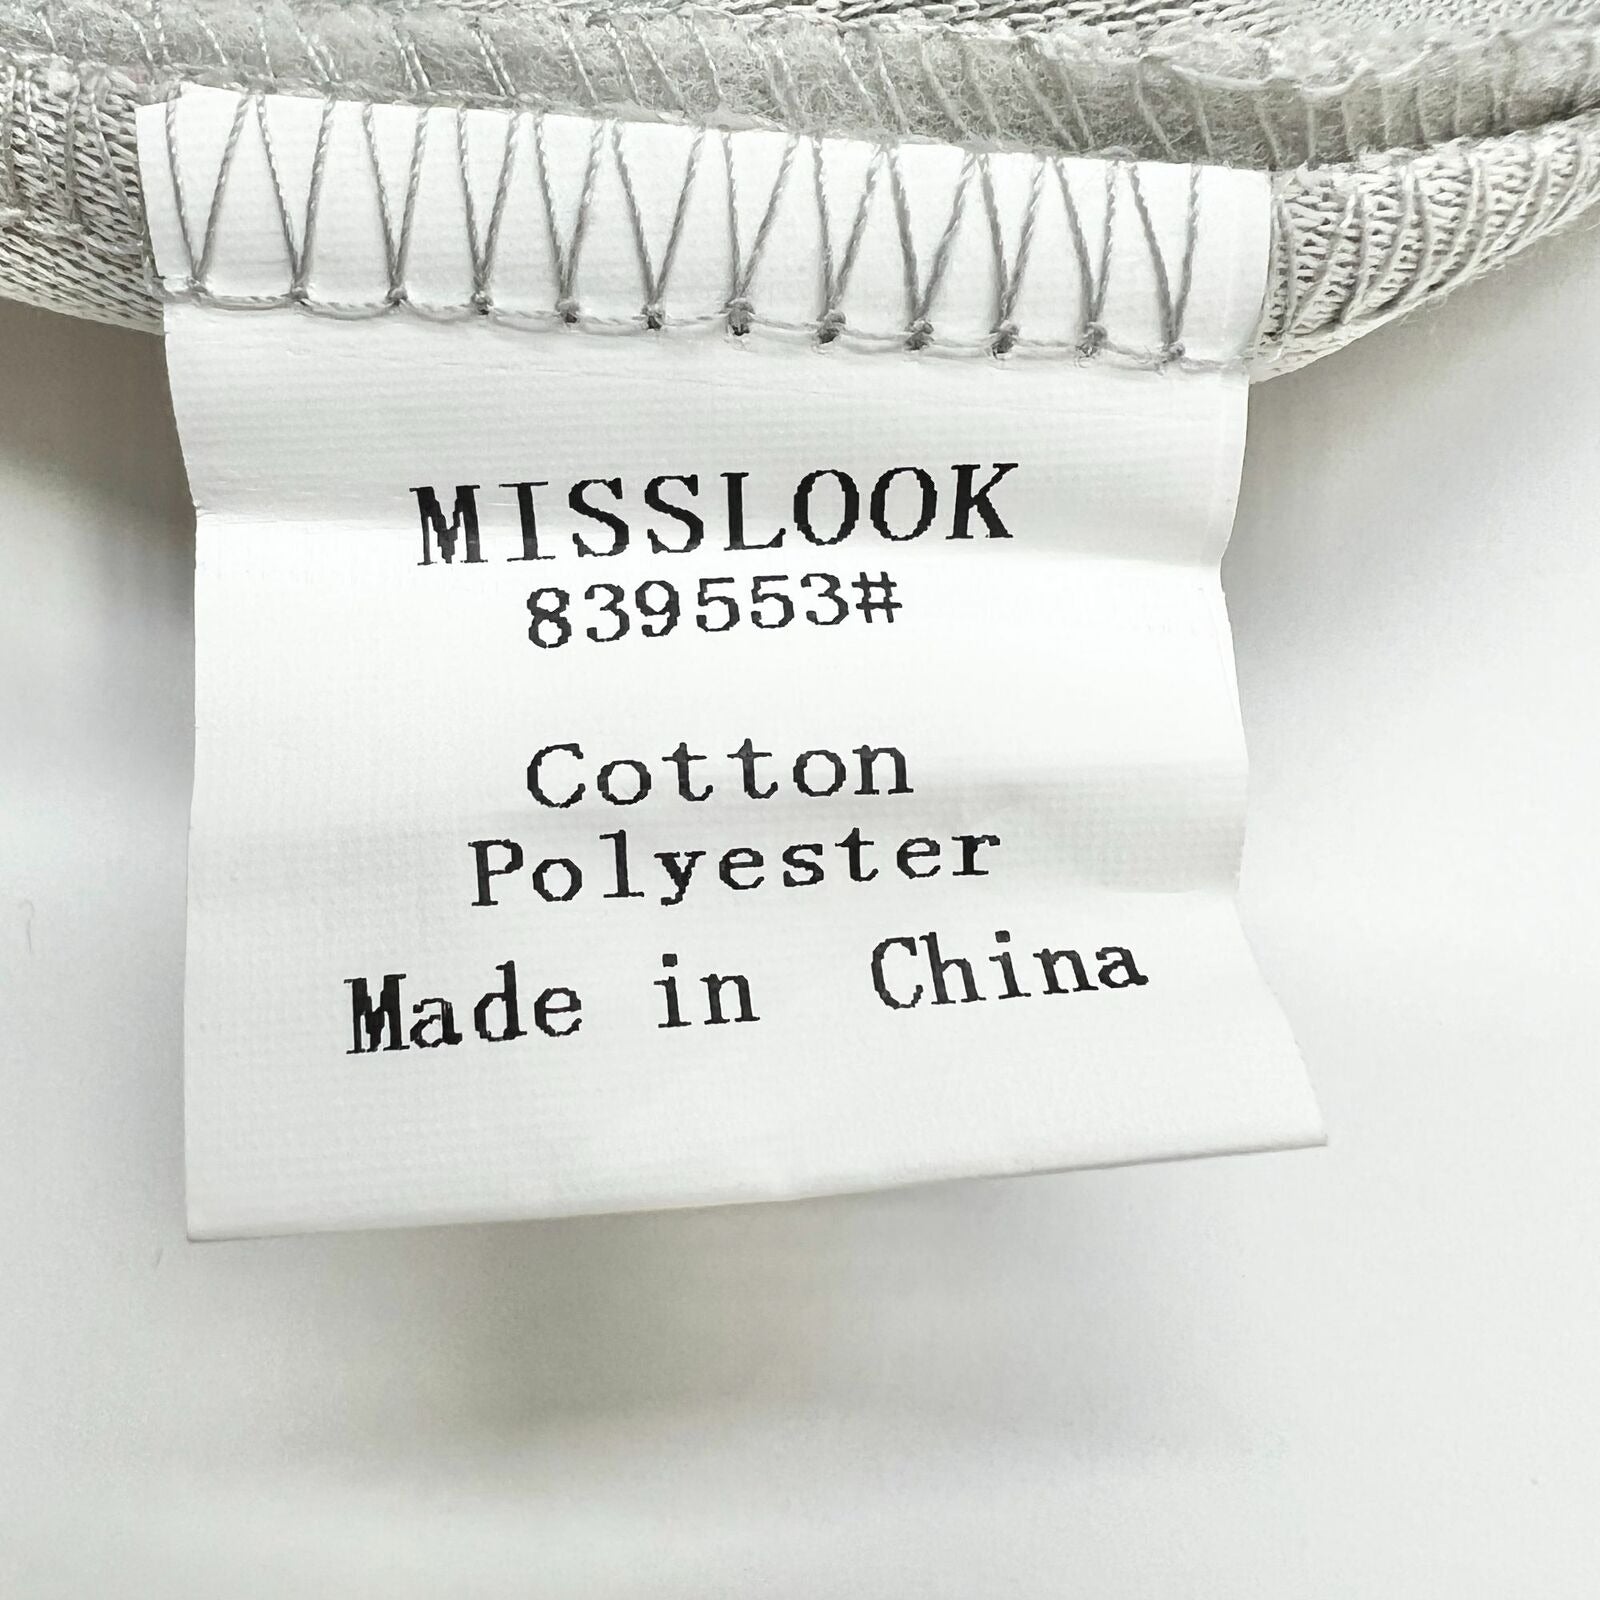 MISSLOOK
839553#
Cotton
Polyester
Made in China